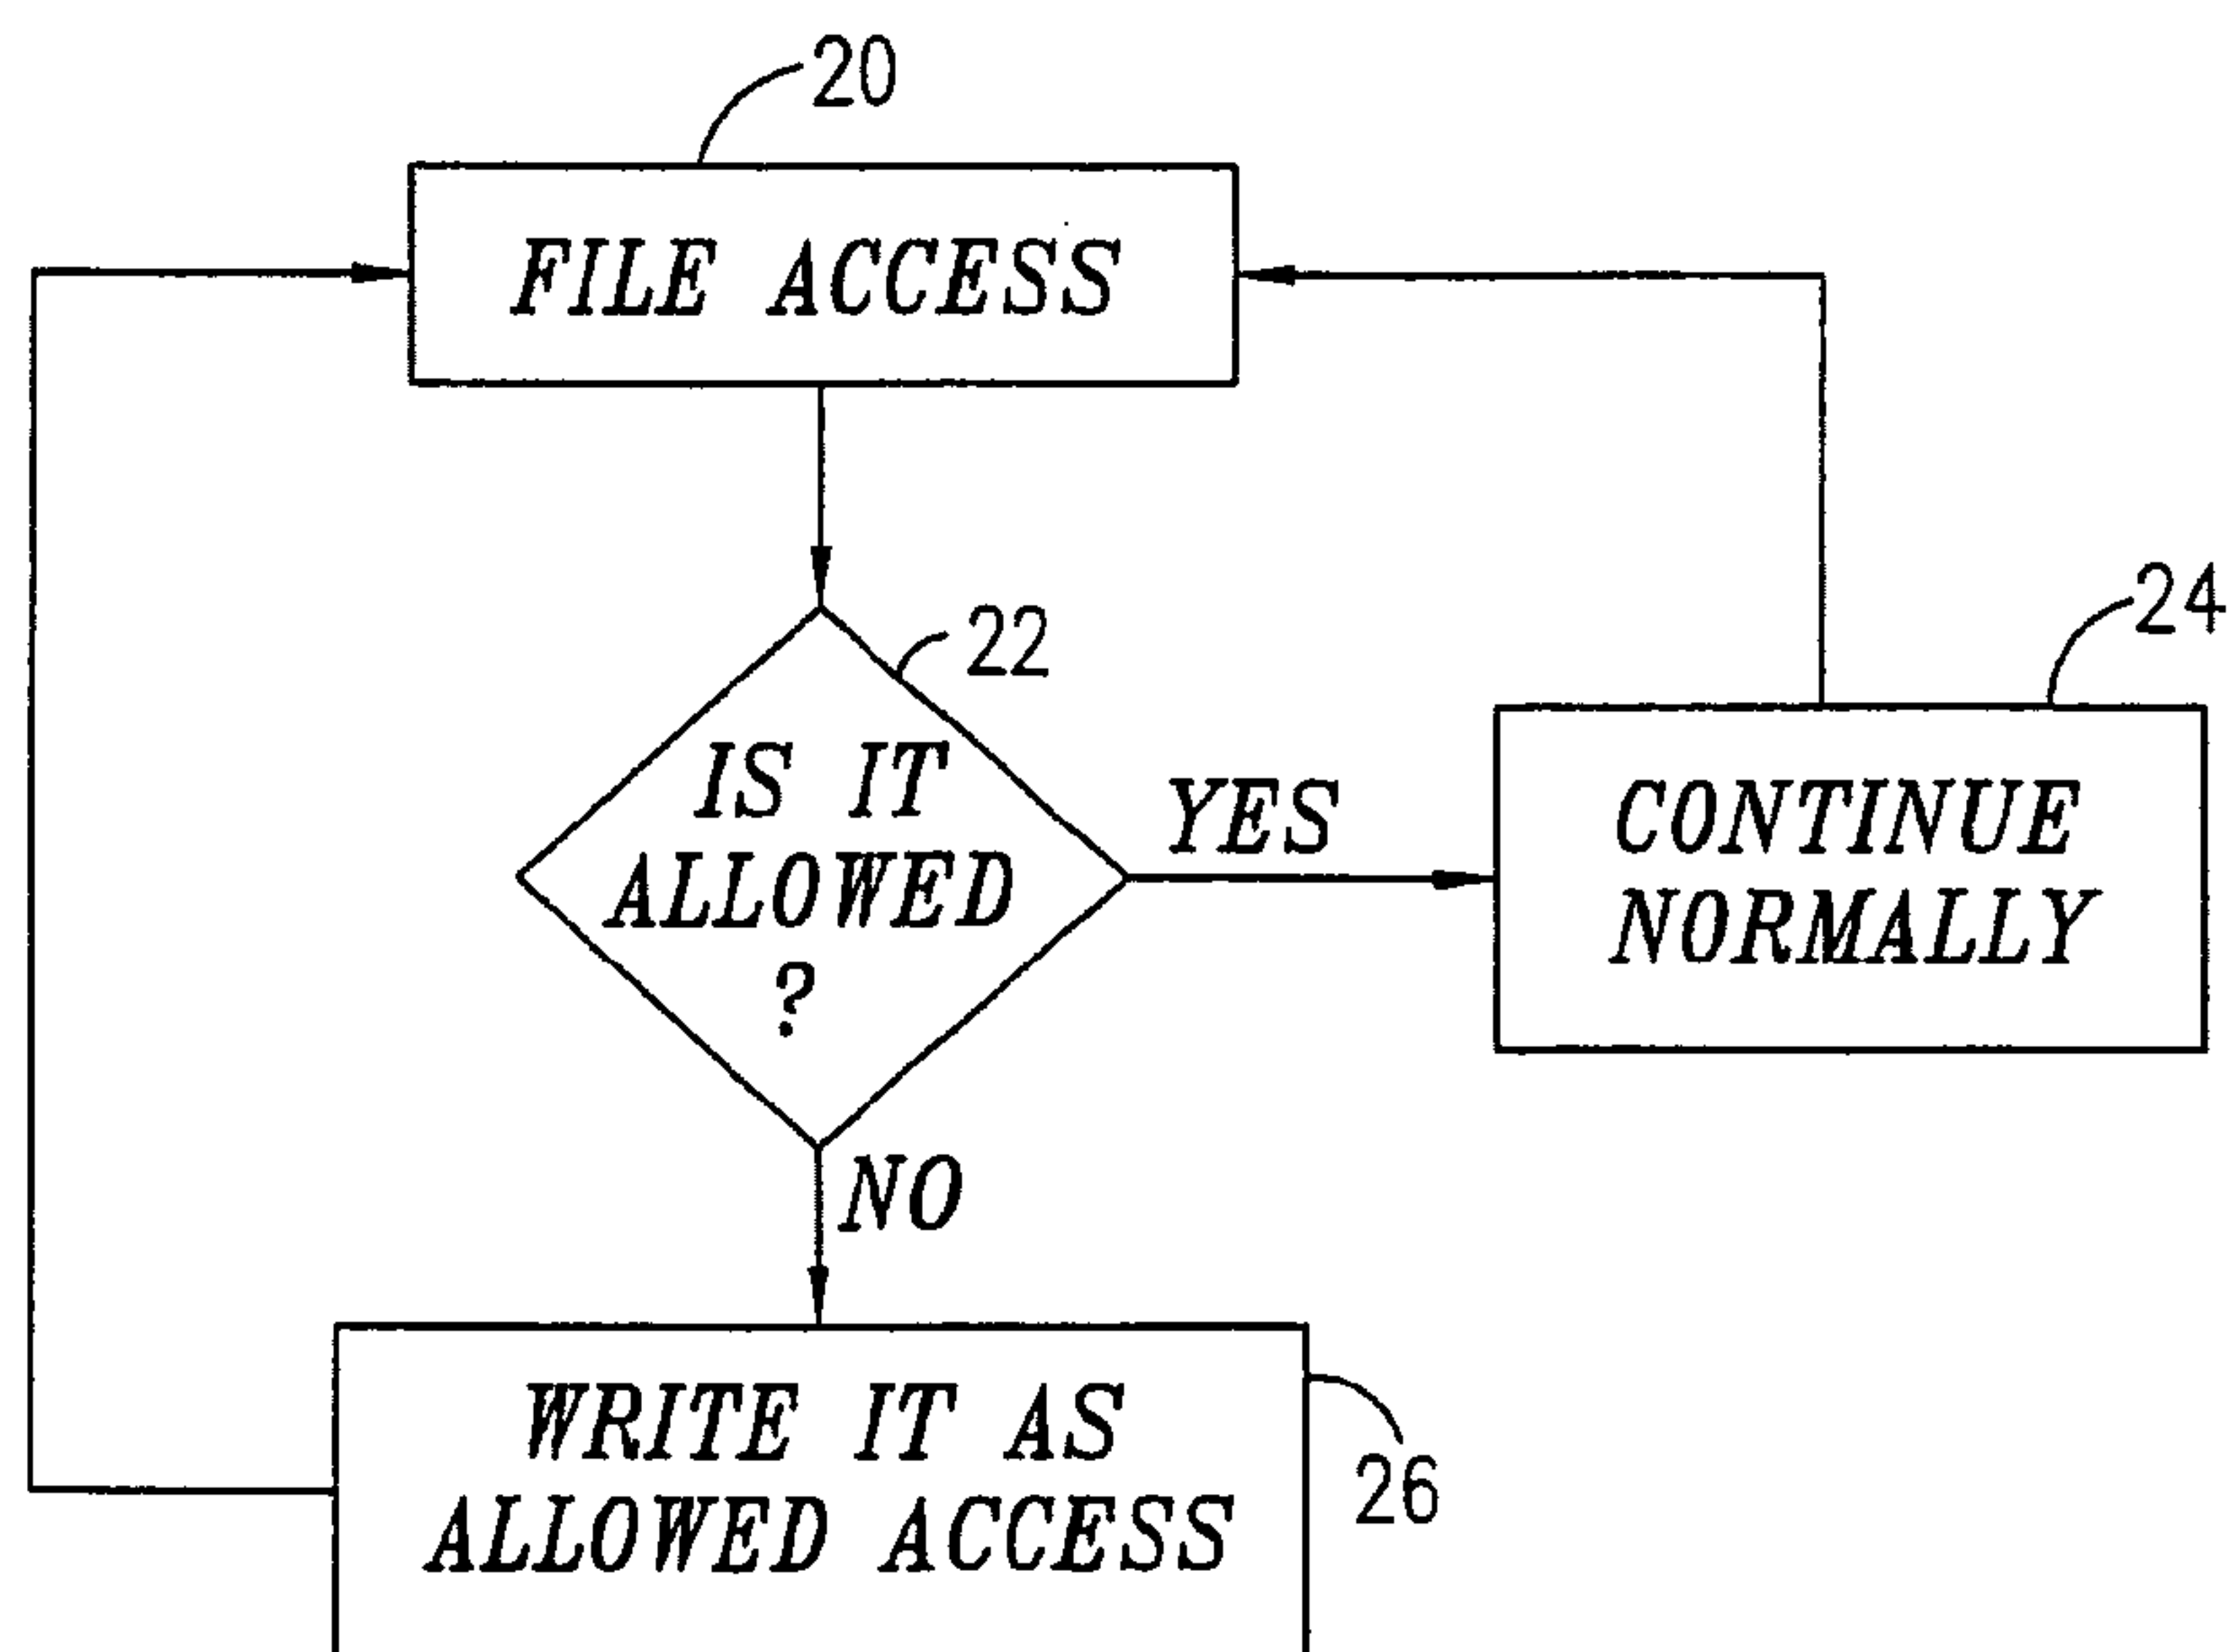 20
FILE ACCESS
22
IS IT
ALLOWED
?
YES
24
CONTINUE
NORMALLY
NO
WRITE IT AS
ALLOWED ACCESS
26